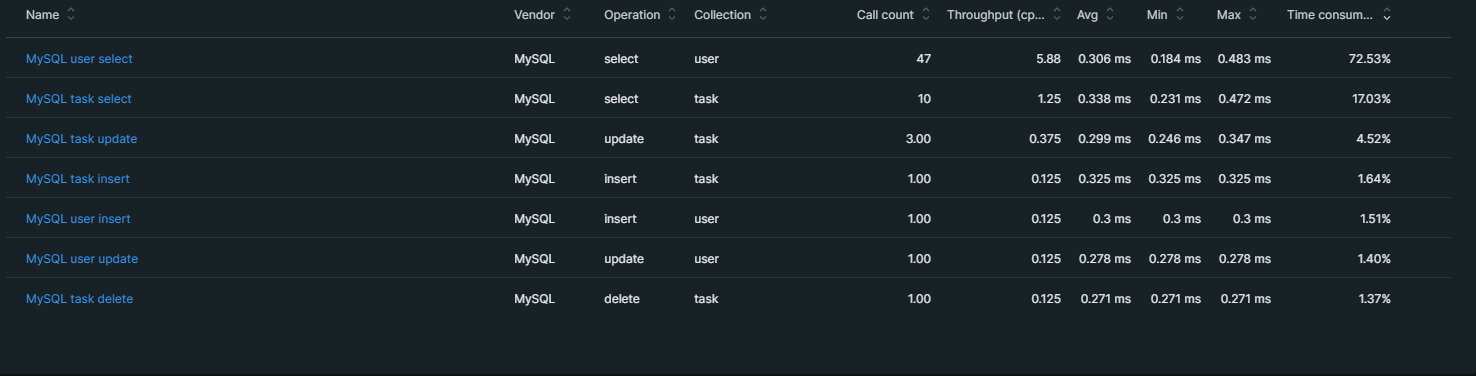 Name Vendor Operation Collection Call count Throughput (cp... Avg Min Max Time consum...
MySQL user select MySQL select user 47 5.88 0.306 ms 0.184 ms 0.483 ms 72.53%
MySQL task select MySQL select task 10 1.25 0.338 ms 0.231 ms 0.472 ms 17.03%
MySQL task update MySQL update task 3.00 0.375 0.299 ms 0.246 ms 0.347 ms 4.52%
MySQL task insert MySQL insert task 1.00 0.125 0.325 ms 0.325 ms 0.325 ms 1.64%
MySQL user insert MySQL insert user 1.00 0.125 0.3 ms 0.3 ms 0.3 ms 1.51%
MySQL user update MySQL update user 1.00 0.125 0.278 ms 0.278 ms 0.278 ms 1.40%
MySQL task delete MySQL delete task 1.00 0.125 0.271 ms 0.271 ms 0.271 ms 1.37%